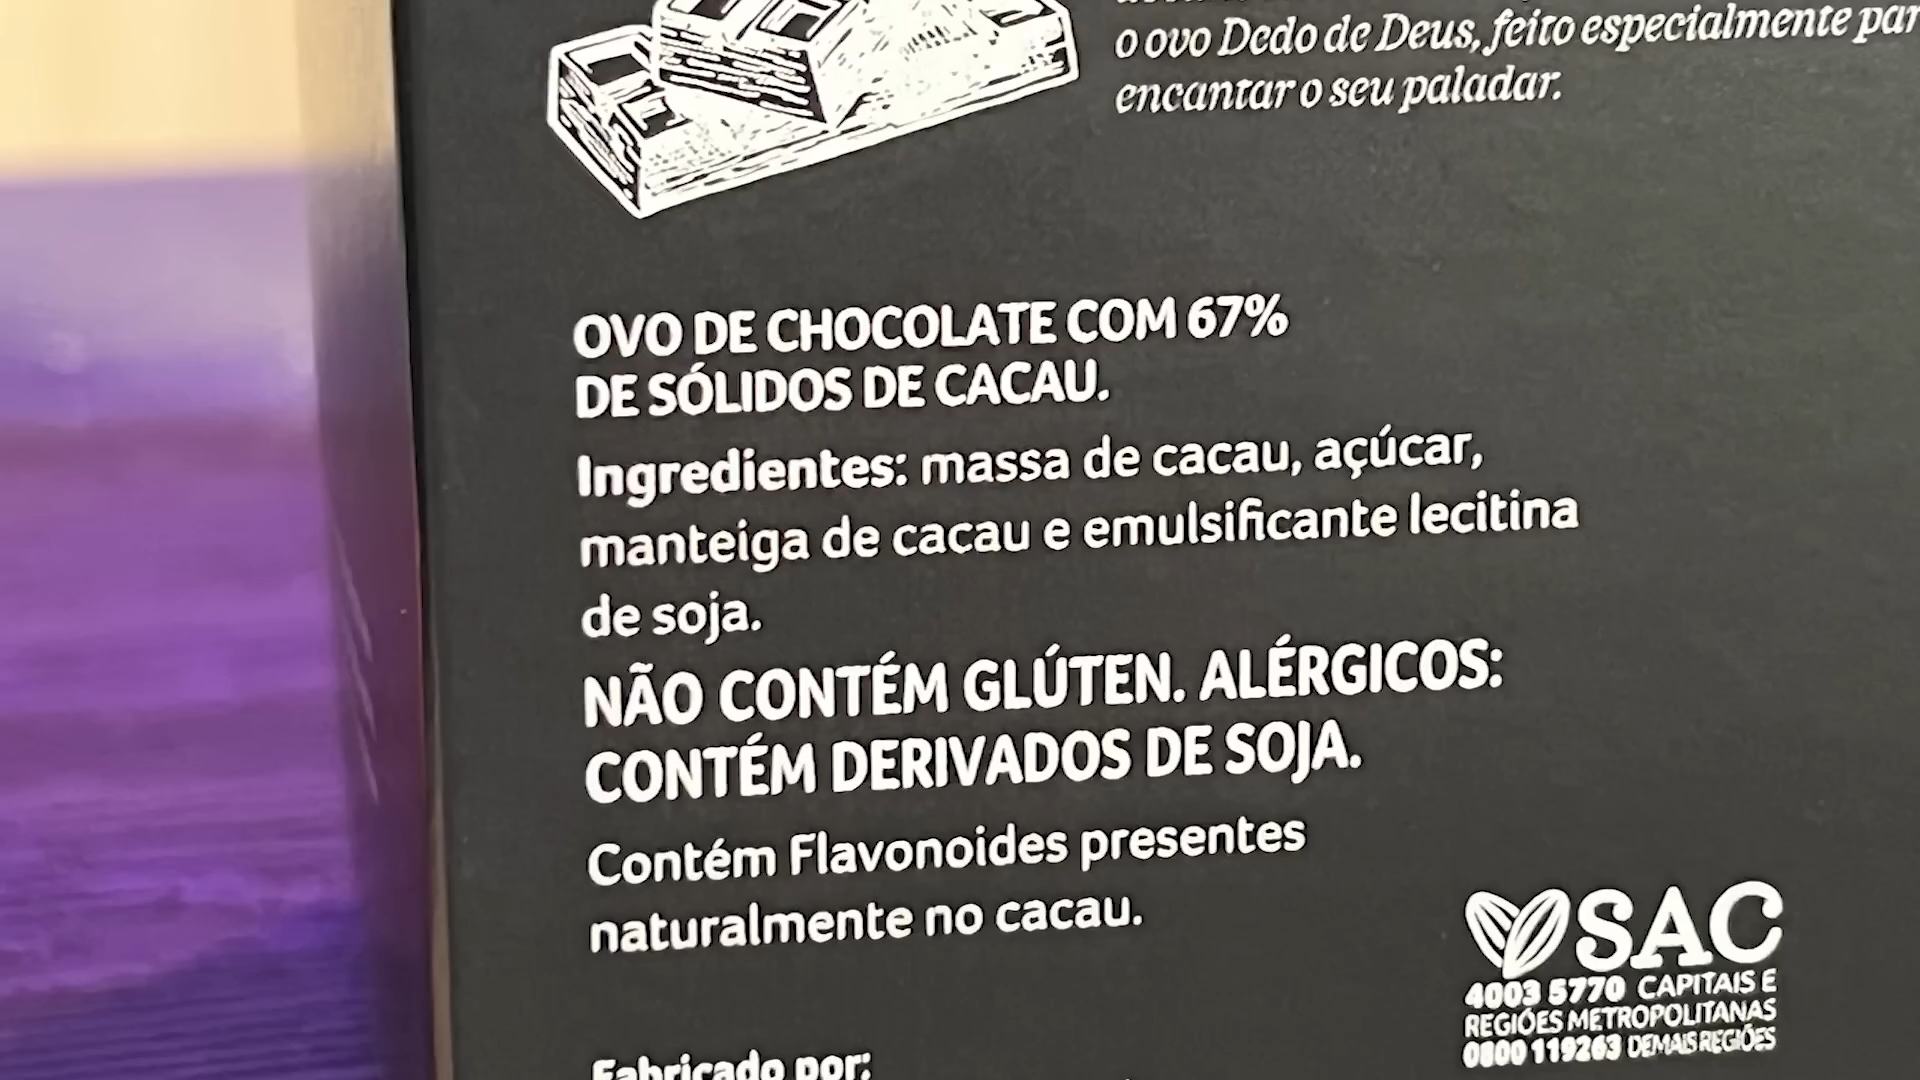 o ovo Dedo de Deus, feito especialmente par
encantar o seu paladar.
OVO DE CHOCOLATE COM 67%
DE SÓLIDOS DE CACAU.
Ingredientes: massa de cacau, açúcar,
manteiga de cacau e emulsificante lecitina
de soja.
NÃO CONTÉM GLÚTEN. ALÉRGICOS:
CONTÉM DERIVADOS DE SOJA.
Contém Flavonoides presentes
naturalmente no cacau.
SAC
4003 5770 CAPITAIS E
REGIÕES METROPOLITANAS
0800 119263 DEMAIS REGIÕES
Fabricado por: